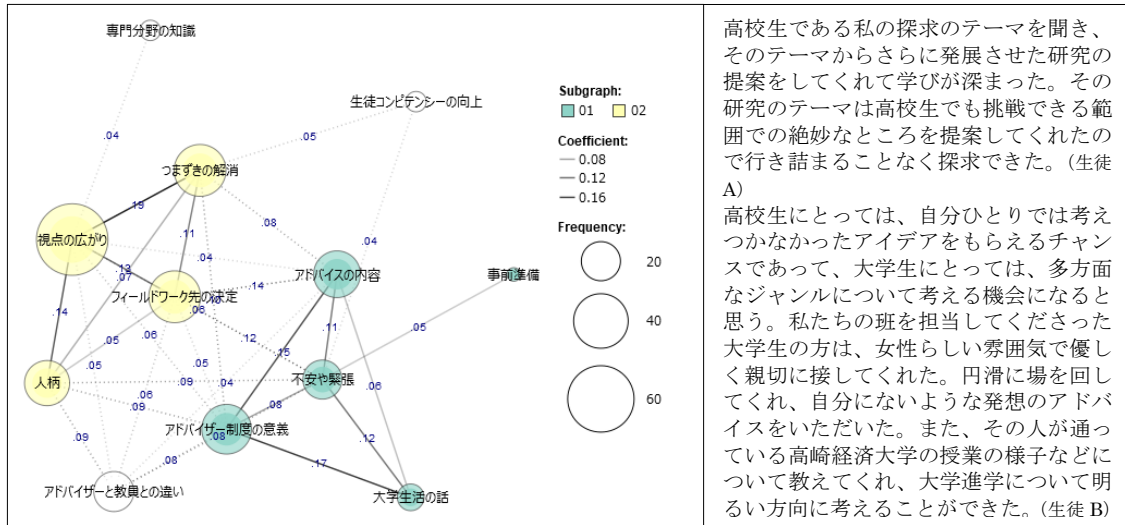 専門分野の知識
生徒コンピテンシーの向上
.05
.04
つまずきの解消
.19
.11
.08
.04
視点の広がり
アドバイスの内容
事前準備
.07
.04
フィールドワーク先の決定
.14
.06
.14
.12
.11
.05
.05
.06
.05
.15
.06
人柄
.05
.06
.09
.04
不安や緊張
.09
アドバイザー制度の意義
.08
.08
.09
.12
.08
.17
アドバイザーと教員との違い
大学生活の話
Subgraph:
01 02
Coefficient:
0.08
0.12
0.16
Frequency:
20
40
60
高校生である私の探求のテーマを聞き、
そのテーマからさらに発展させた研究の
提案をしてくれて学びが深まった。その
研究のテーマは高校生でも挑戦できる範
囲での絶妙なところを提案してくれたの
で行き詰まることなく探求できた。(生徒
A)
高校生にとっては、自分ひとりでは考え
つかなかったアイデアをもらえるチャン
スであって、大学生にとっては、多方面
なジャンルについて考える機会になると
思う。私たちの班を担当してくださった
大学生の方は、女性らしい雰囲気で優し
く親切に接してくれた。円滑に場を回し
てくれ、自分にないような発想のアドバ
イスをいただいた。また、その人が通っ
ている高崎経済大学の授業の様子などに
ついて教えてくれ、大学進学について明
るい方向に考えることができた。(生徒 B)